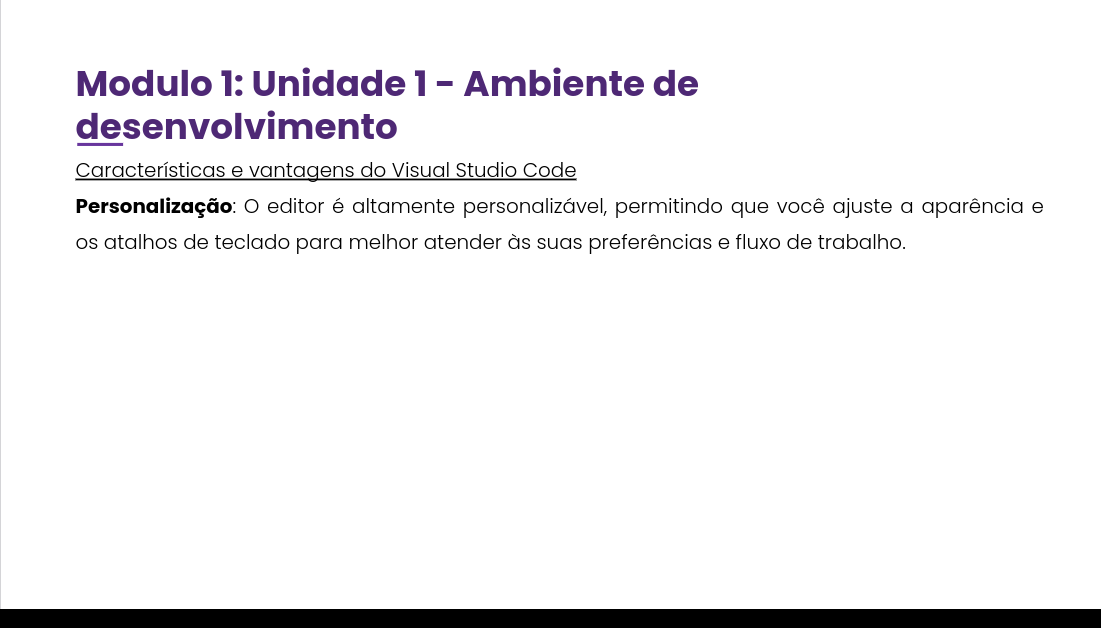 Modulo 1: Unidade 1 - Ambiente de
desenvolvimento
Características e vantagens do Visual Studio Code
Personalização: O editor é altamente personalizável, permitindo que você ajuste a aparência e
os atalhos de teclado para melhor atender às suas preferências e fluxo de trabalho.